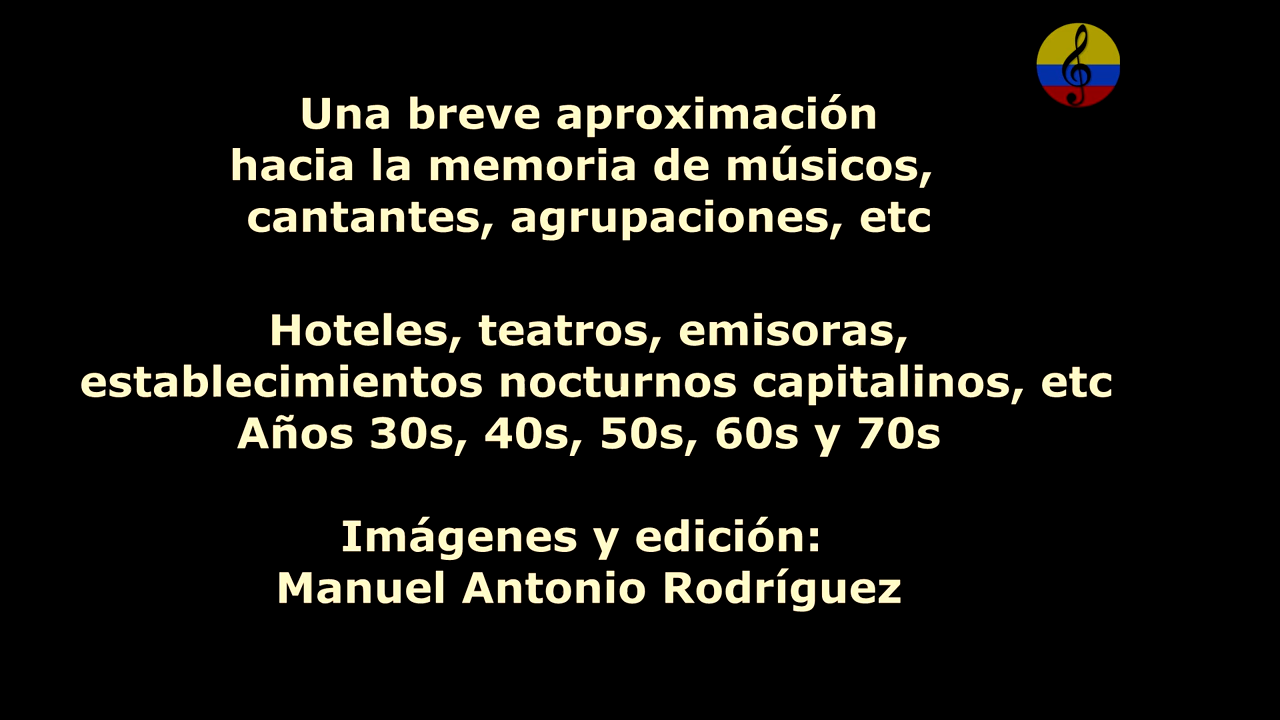 Una breve aproximación
hacia la memoria de músicos,
cantantes, agrupaciones, etc
Hoteles, teatros, emisoras,
establecimientos nocturnos capitalinos, etc
Años 30s, 40s, 50s, 60s y 70s
Imágenes y edición:
Manuel Antonio Rodríguez